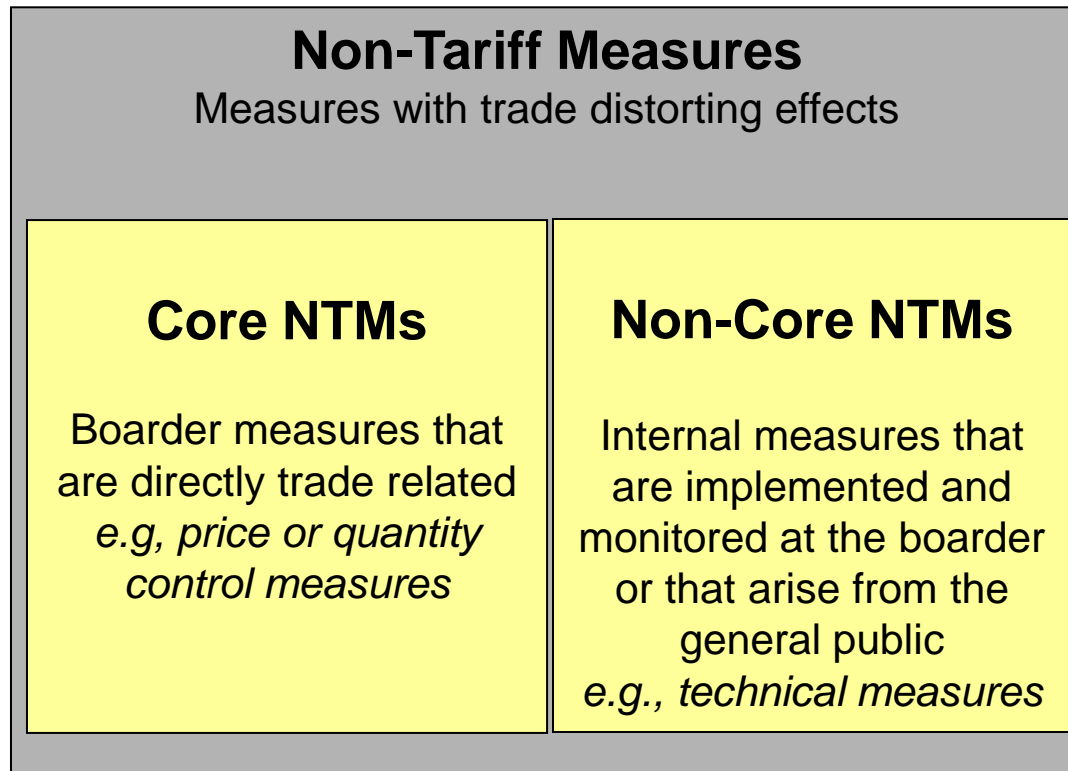 Non-Tariff Measures
Measures with trade distorting effects
Core NTMs
Boarder measures that
are directly trade related
e.g, price or quantity
control measures
Non-Core NTMs
Internal measures that
are implemented and
monitored at the boarder
or that arise from the
general public
e.g., technical measures